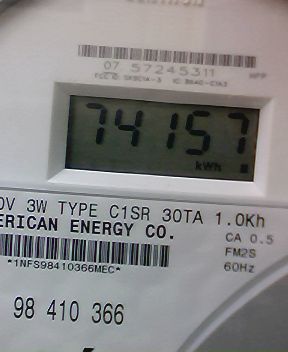 07 57245311
74157
kWh
0V 3W TYPE C1SR 30TA 1.0Kh
ERICAN ENERGY CO.
CA 0.5
FM2S
*1NFS98410366MEC*
60Hz
98 410 366